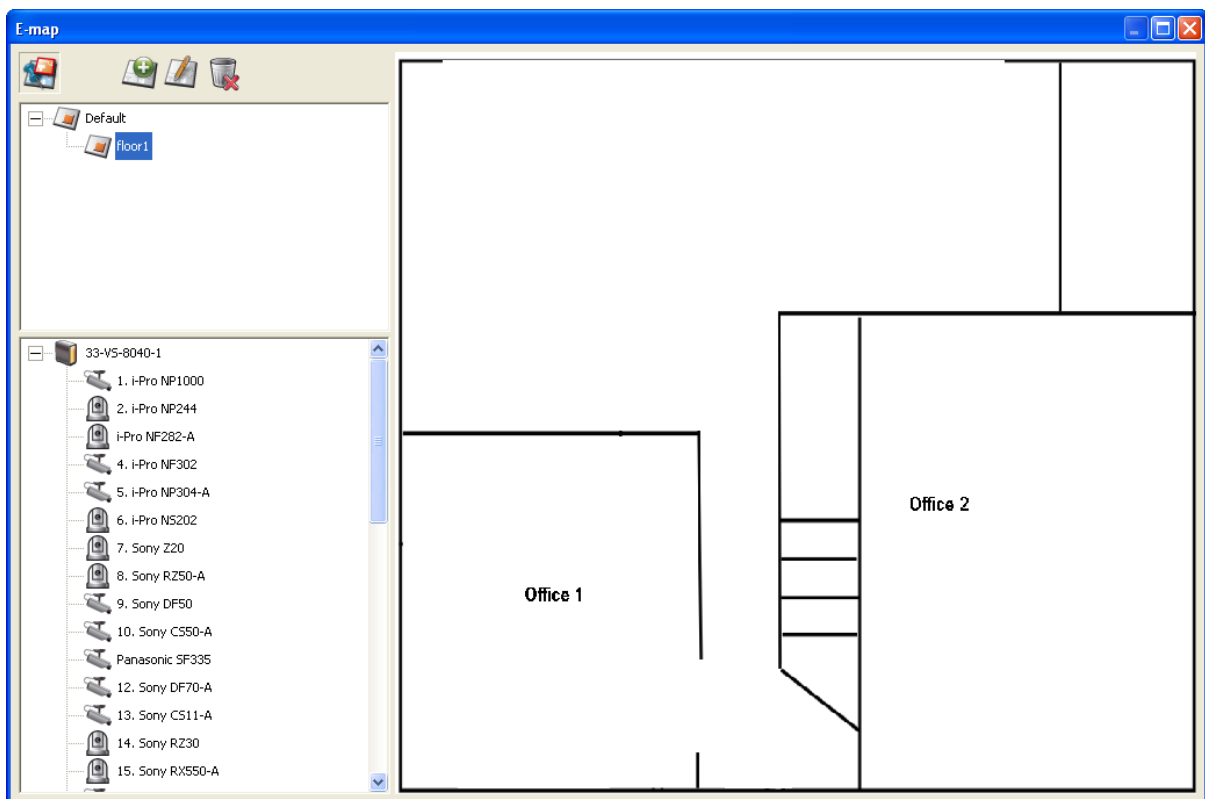 E-map
Default
floor1
33-VS-8040-1
1. i-Pro NP1000
2. i-Pro NP244
i-Pro NF282-A
4. i-Pro NF302
5. i-Pro NP304-A
6. i-Pro NS202
7. Sony Z20
8. Sony RZ50-A
9. Sony DF50
10. Sony CS50-A
Panasonic SF335
12. Sony DF70-A
13. Sony CS11-A
14. Sony RZ30
15. Sony RX550-A
Office 1
Office 2